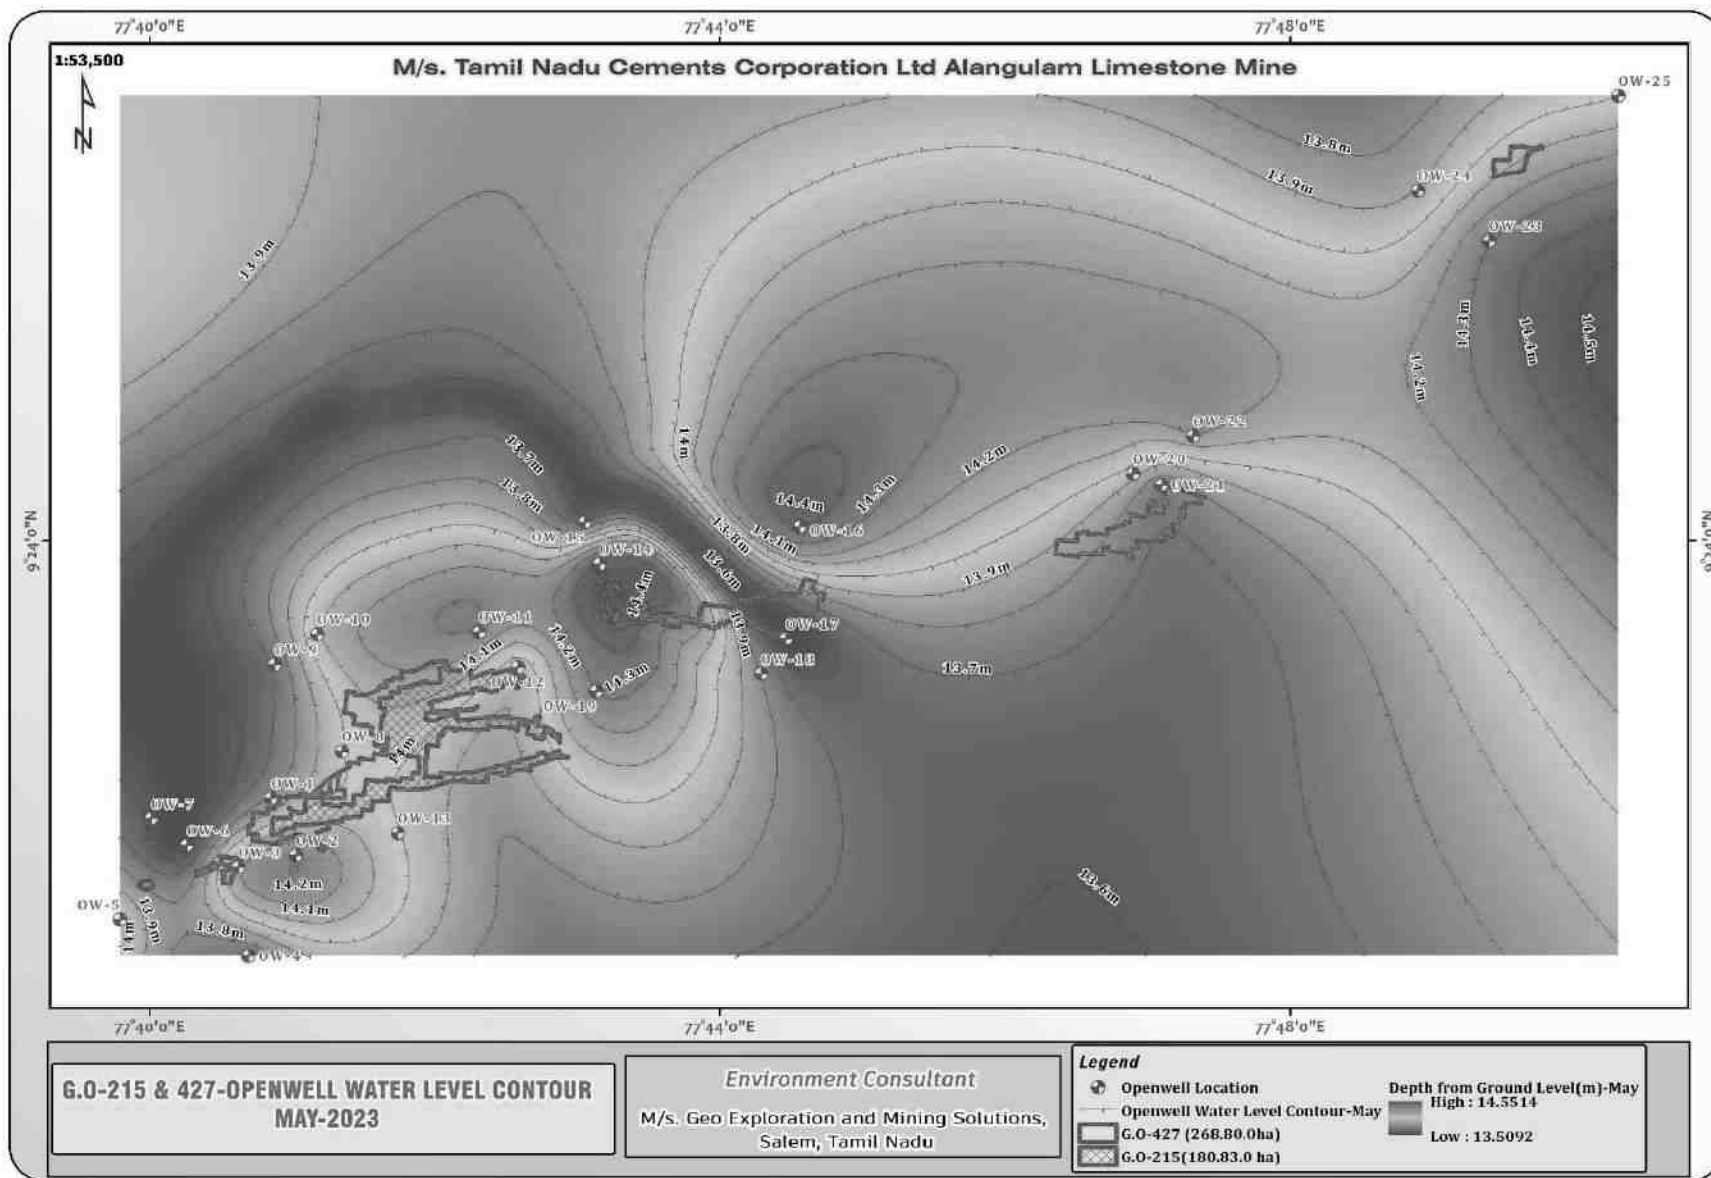 77°40'0"E
77°44'0"E
77°48'0"E
1:53,500
M/s. Tamil Nadu Cements Corporation Ltd Alangulam Limestone Mine
OW-25
N
13.8m
13.9m
OW-24
OW-23
13.9m
14.3m
14.4m
14.5m
14.2m
14m
OW-22
13.7m
14.2m
OW-20
13.8m
14.4m
14.3m
OW-21
OW-15
13.8m
14.1m
OW-16
9°24'0"N
9°24'0"N
OW-14
13.6m
13.9m
14.4m
OW-10
OW-11
13.9m
OW-17
OW-9
14.1m
14.2m
OW-18
13.7m
OW-12
14.3m
OW-19
OW-8
14m
OW-1
OW-7
OW-6
OW-2
OW-13
OW-3
14.2m
13.6m
OW-5
14.1m
14m
13.9m
13.8m
OW-4
77°40'0"E
77°44'0"E
77°48'0"E
G.O-215 & 427-OPENWELL WATER LEVEL CONTOUR
MAY-2023
Environment Consultant
M/s. Geo Exploration and Mining Solutions,
Salem, Tamil Nadu
Legend
Openwell Location
Openwell Water Level Contour-May
G.O-427 (268.80.0ha)
G.O-215(180.83.0 ha)
Depth from Ground Level(m)-May
High : 14.5514
Low : 13.5092